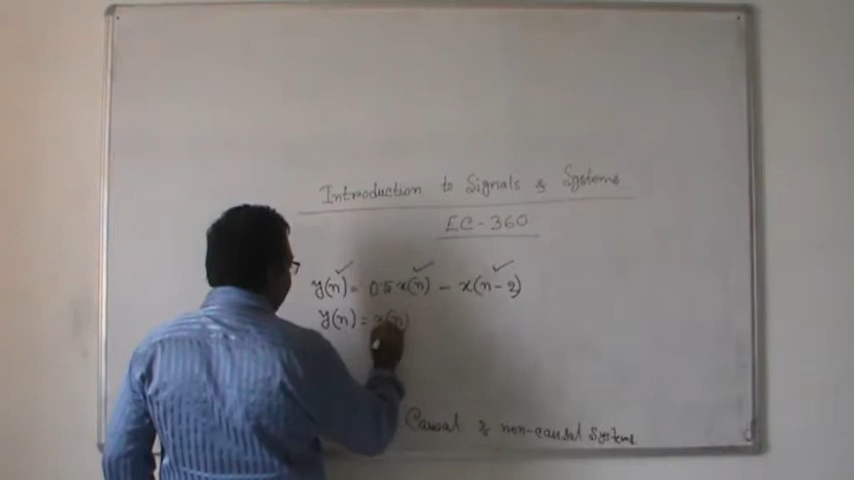 Introduction to Signals & Systems
EC-360
y(n) = 0.5 x(n) - x(n-2)
y(n) = x(n)
Causal & non-causal Systems